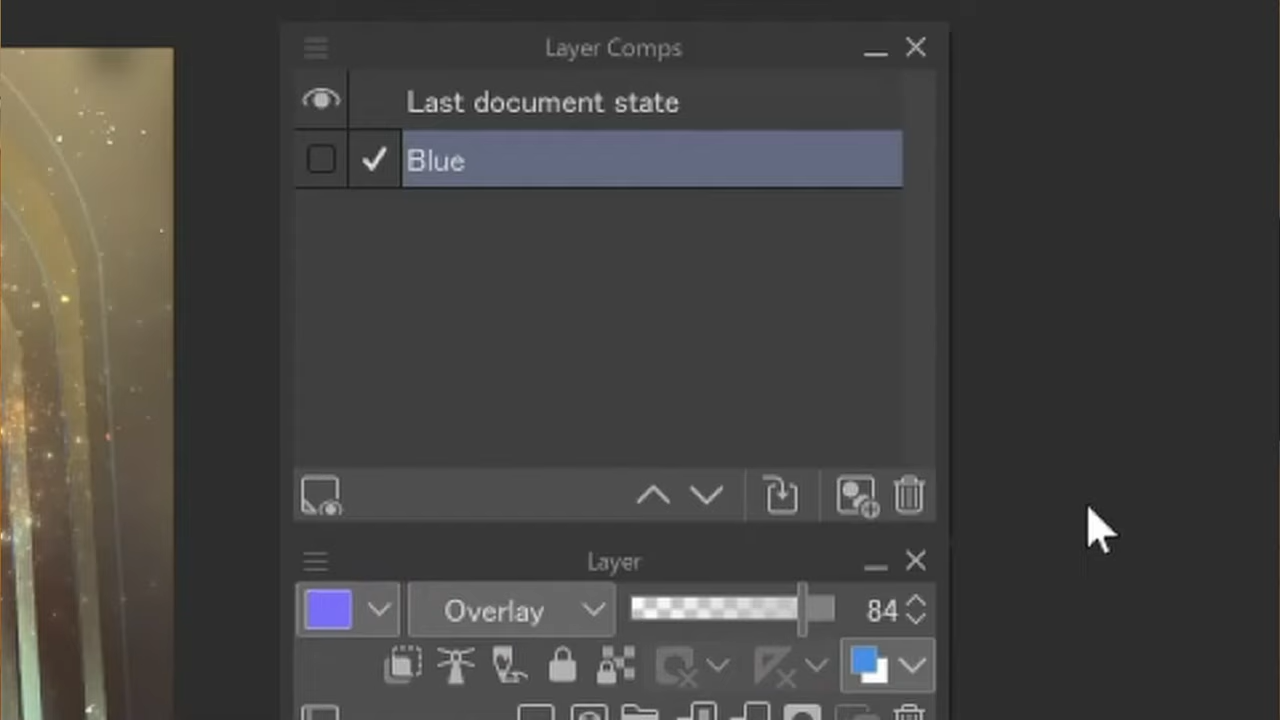 Layer Comps
Last document state
Blue
Layer
Overlay
84